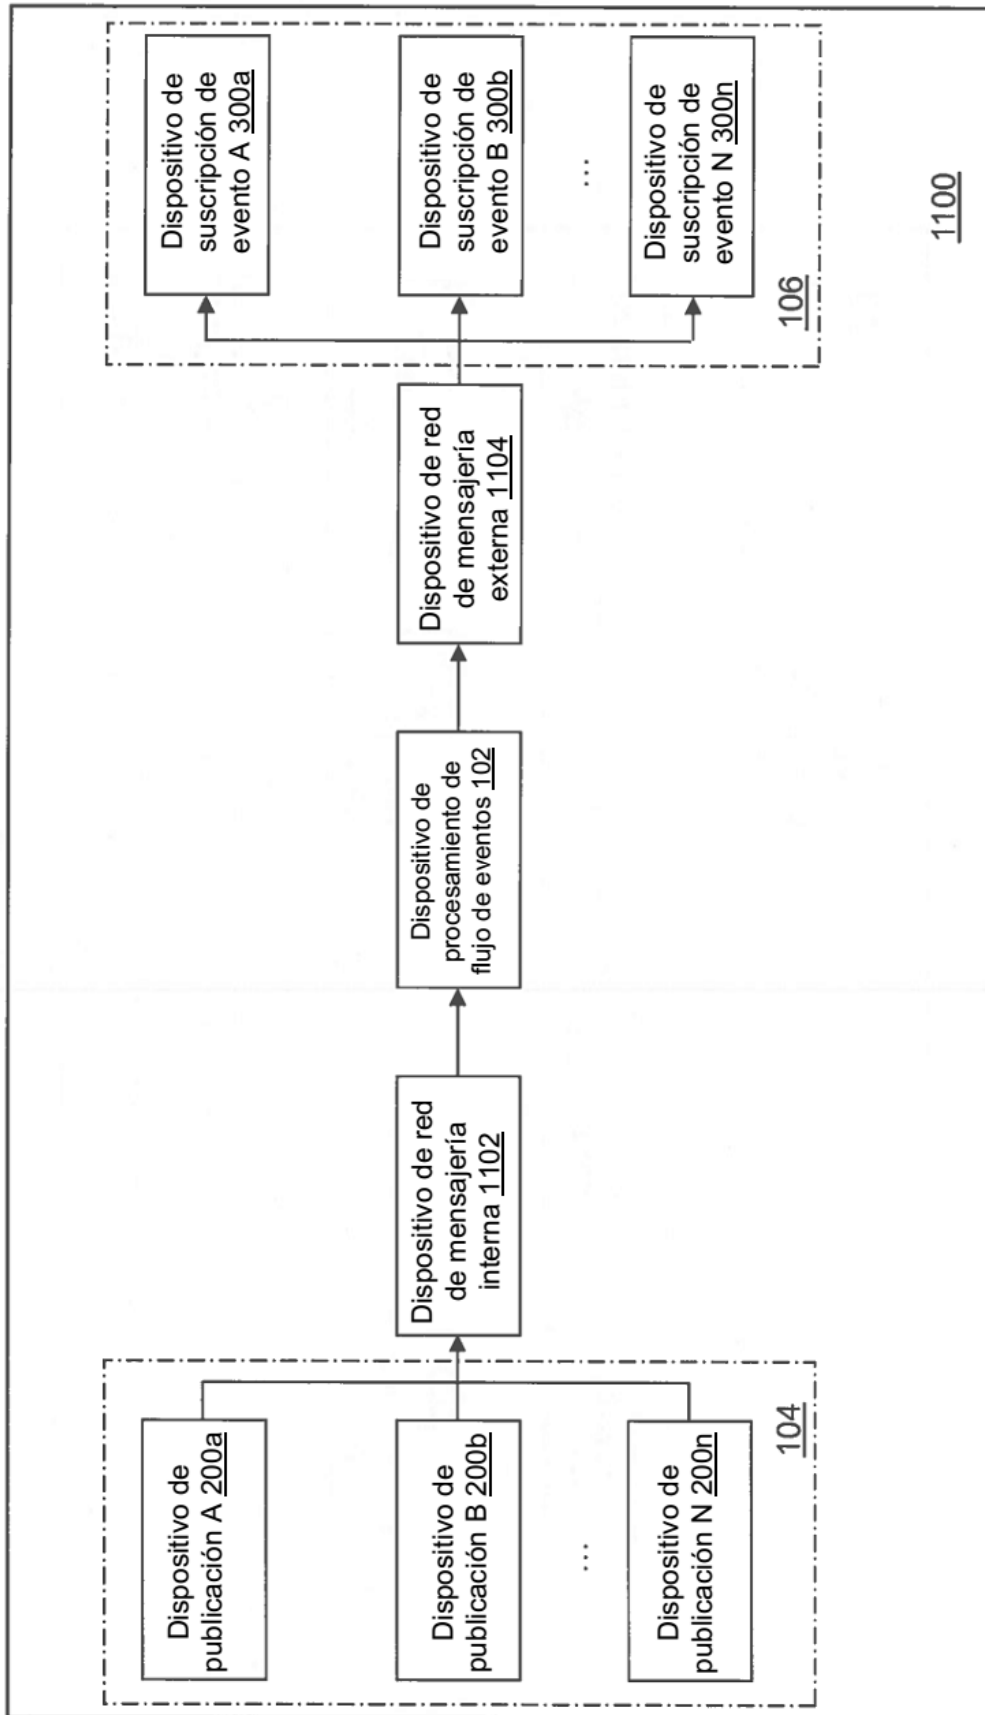 Dispositivo de
publicación A 200a
Dispositivo de
publicación B 200b
...
Dispositivo de
publicación N 200n
104
Dispositivo de red
de mensajería
interna 1102
Dispositivo de
procesamiento de
flujo de eventos 102
Dispositivo de red
de mensajería
externa 1104
Dispositivo de
suscripción de
evento A 300a
Dispositivo de
suscripción de
evento B 300b
...
Dispositivo de
suscripción de
evento N 300n
106
1100